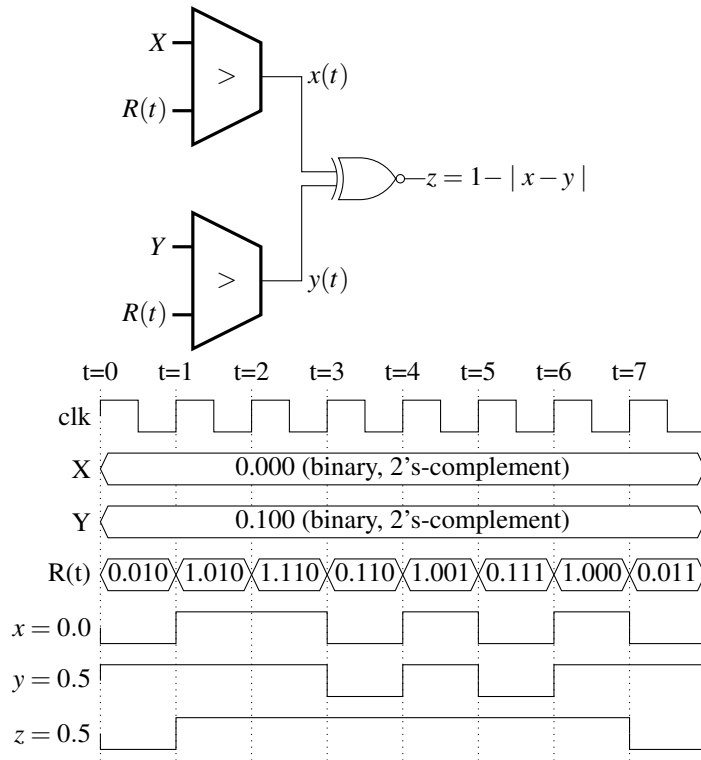 X
>
x(t)
R(t)
z = 1− | x − y |
Y
>
y(t)
R(t)
t=0 t=1 t=2 t=3 t=4 t=5 t=6 t=7
clk
X 0.000 (binary, 2's-complement)
Y 0.100 (binary, 2's-complement)
R(t) 0.010 1.010 1.110 0.110 1.001 0.111 1.000 0.011
x = 0.0
y = 0.5
z = 0.5